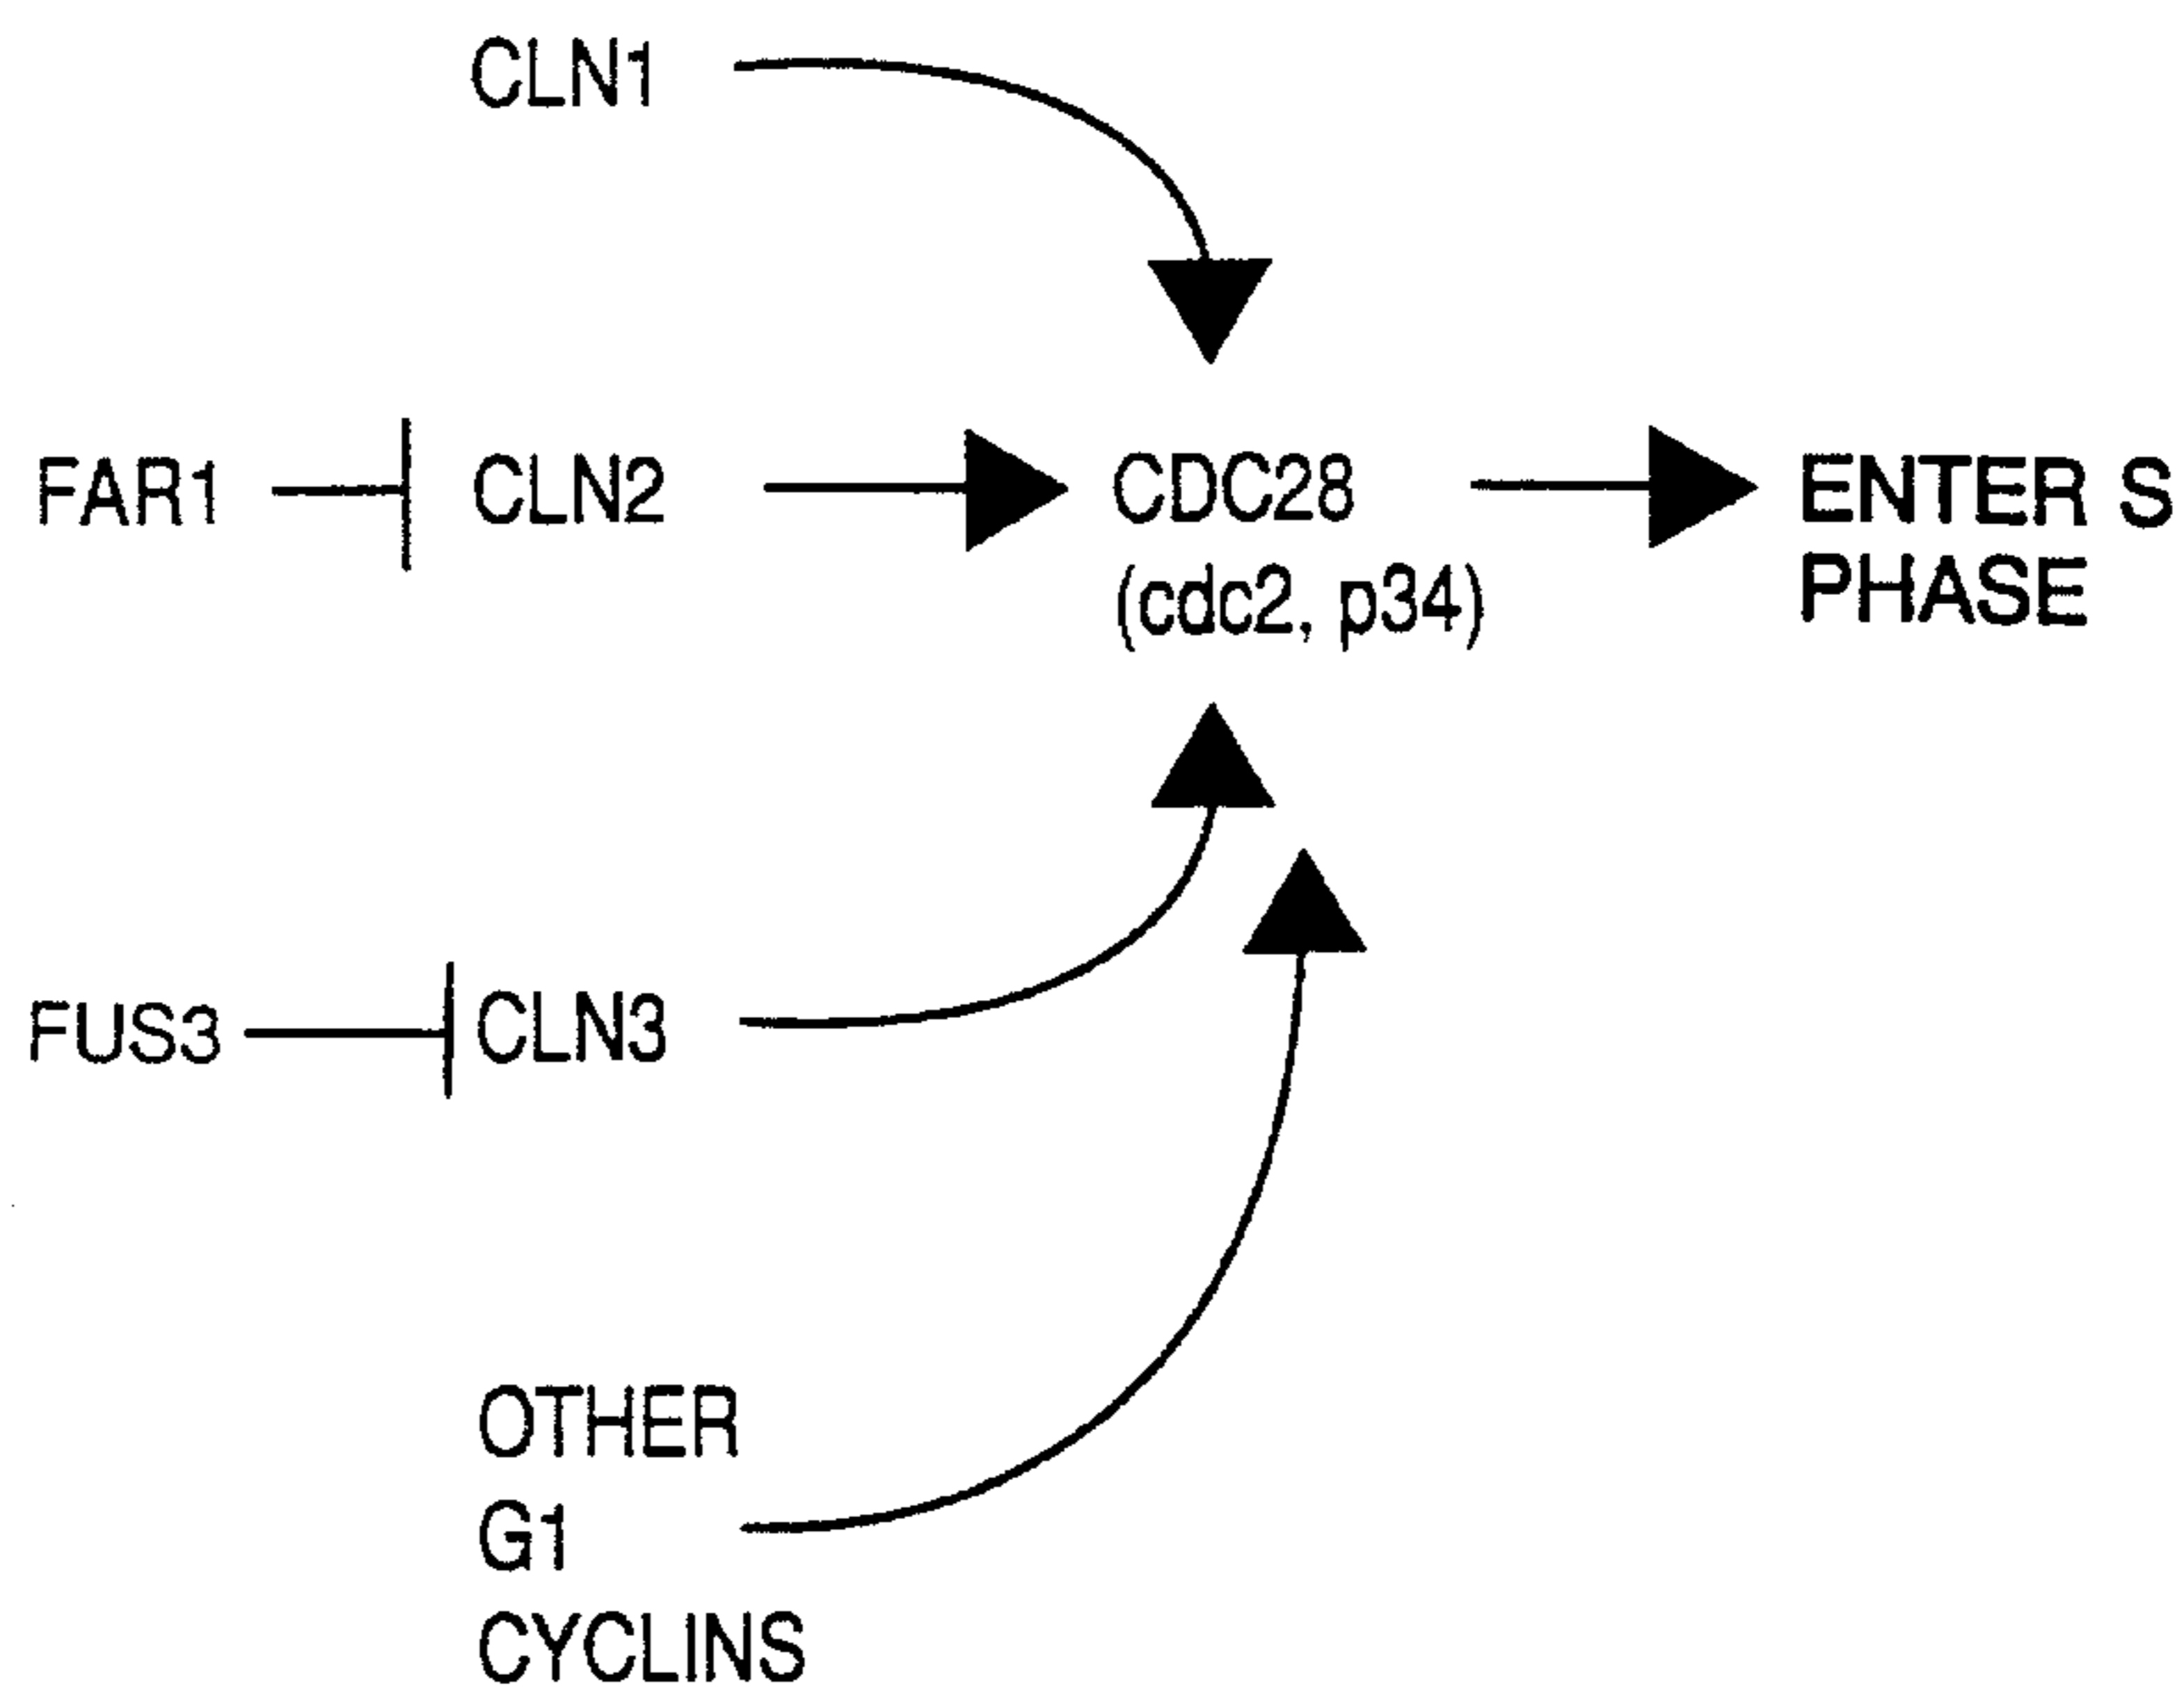 CLN1
FAR1 CLN2 CDC28 ENTER S
(cdc2, p34) PHASE
FUS3 CLN3
OTHER
G1
CYCLINS